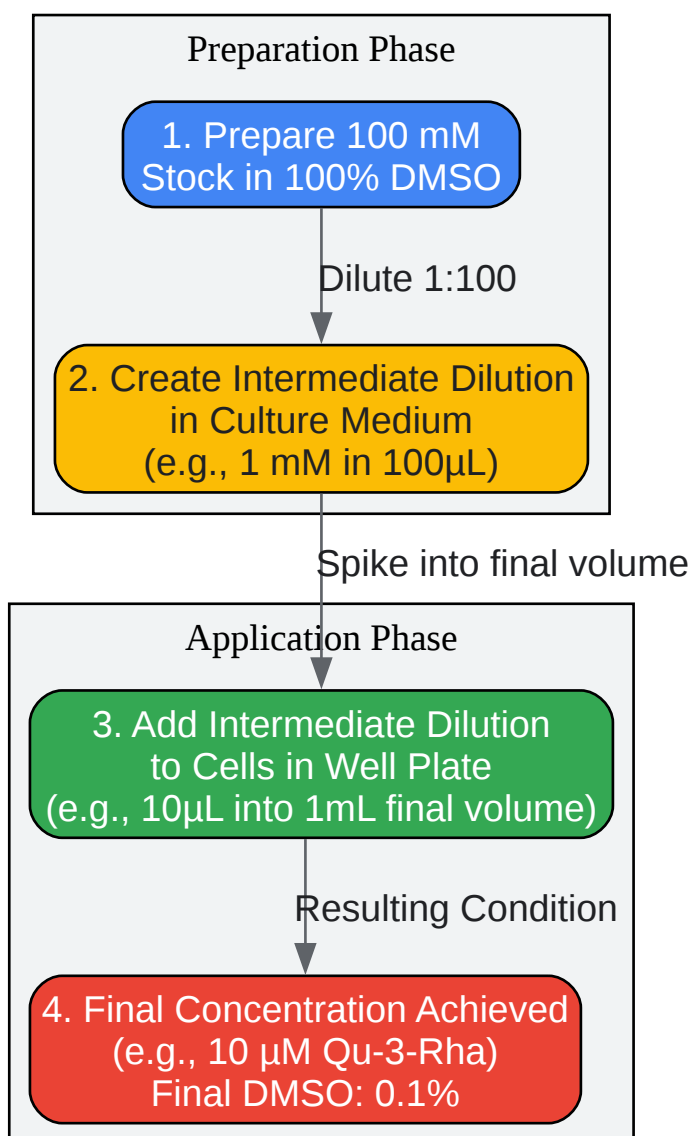 Preparation Phase
1. Prepare 100 mM
Stock in 100% DMSO
Dilute 1:100
2. Create Intermediate Dilution
in Culture Medium
(e.g., 1 mM in 100µL)
Spike into final volume
Application Phase
3. Add Intermediate Dilution
to Cells in Well Plate
(e.g., 10µL into 1mL final volume)
Resulting Condition
4. Final Concentration Achieved
(e.g., 10 µM Qu-3-Rha)
Final DMSO: 0.1%